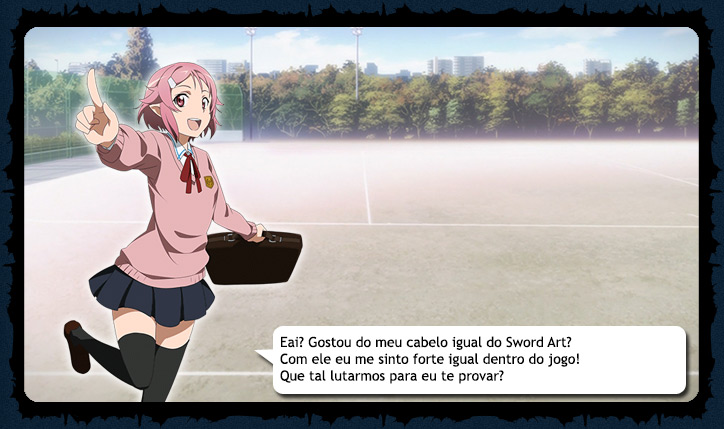 Eai? Gostou do meu cabelo igual do Sword Art?
Com ele eu me sinto forte igual dentro do jogo!
Que tal lutarmos para eu te provar?